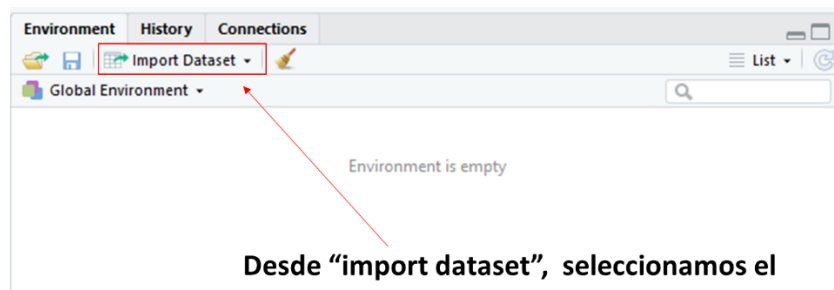 Environment History Connections
Import Dataset List
Global Environment
Environment is empty
Desde “import dataset”, seleccionamos el